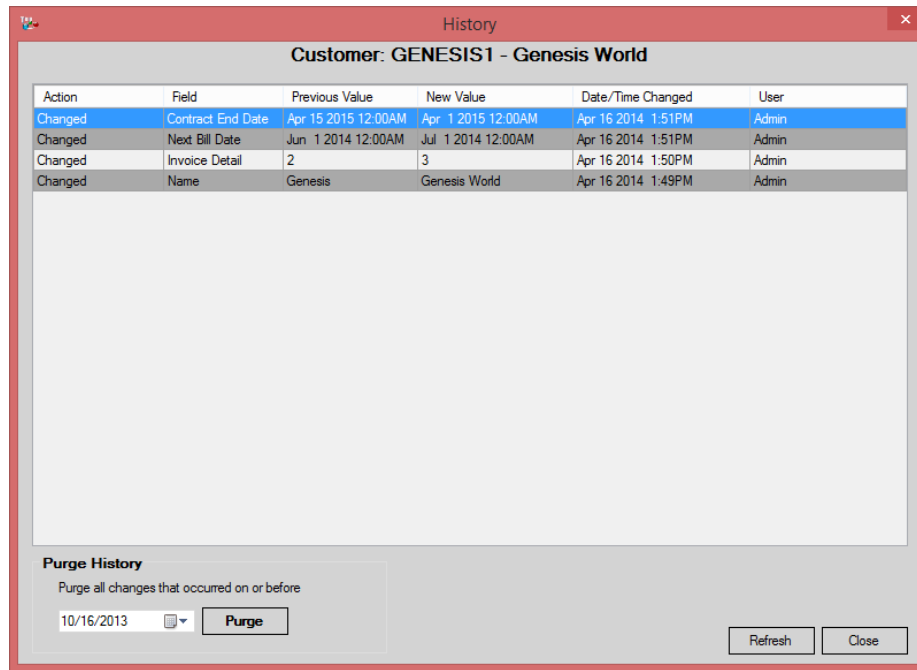 History
Customer: GENESIS1 - Genesis World
Action Field Previous Value New Value Date/Time Changed User
Changed Contract End Date Apr 15 2015 12:00AM Apr 1 2015 12:00AM Apr 16 2014 1:51PM Admin
Changed Next Bill Date Jun 1 2014 12:00AM Jul 1 2014 12:00AM Apr 16 2014 1:51PM Admin
Changed Invoice Detail 2 3 Apr 16 2014 1:50PM Admin
Changed Name Genesis Genesis World Apr 16 2014 1:49PM Admin
Purge History
Purge all changes that occurred on or before
10/16/2013 Purge
Refresh Close